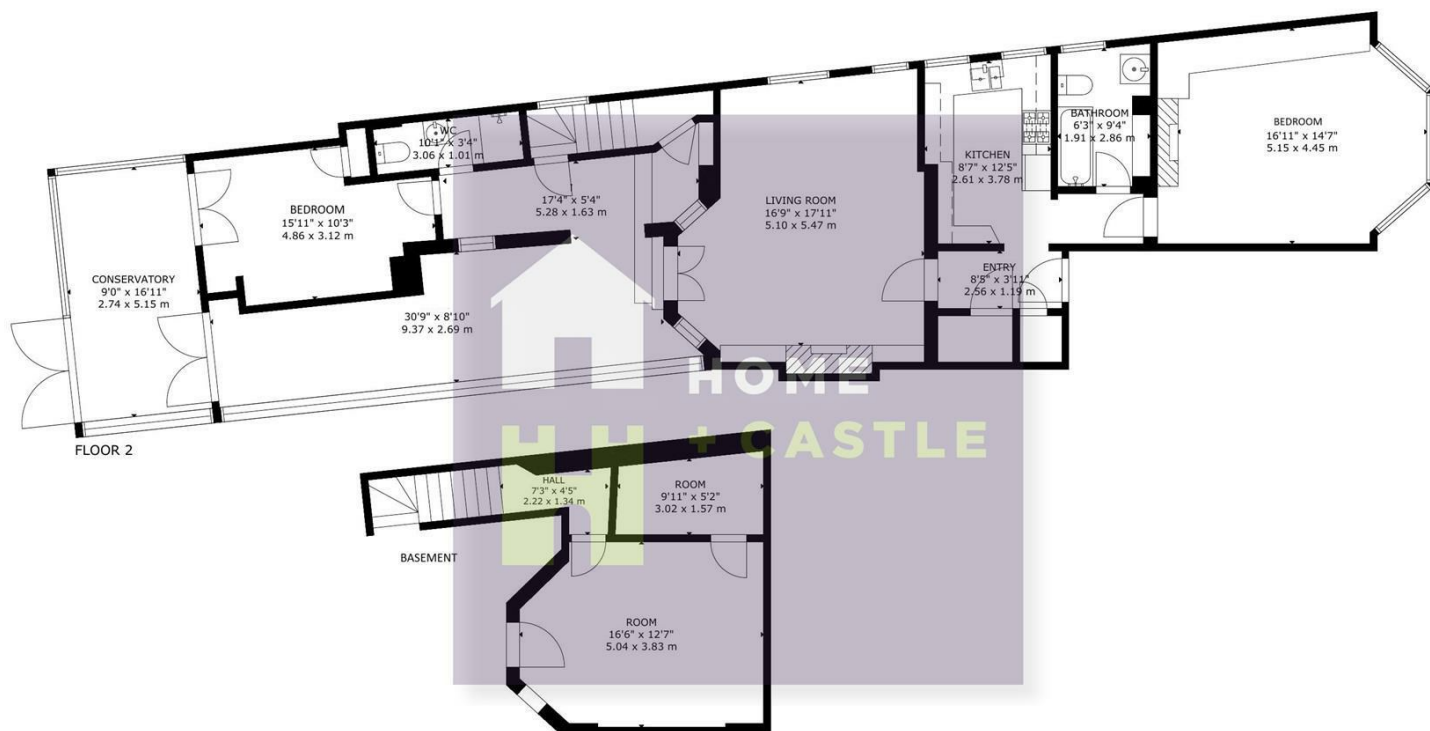 WC
10'1" x 3'4"
3.06 x 1.01 m
BEDROOM
15'11" x 10'3"
4.86 x 3.12 m
17'4" x 5'4"
5.28 x 1.63 m
LIVING ROOM
16'9" x 17'11"
5.10 x 5.47 m
KITCHEN
8'7" x 12'5"
2.61 x 3.78 m
BATHROOM
6'3" x 9'4"
1.91 x 2.86 m
BEDROOM
16'11" x 14'7"
5.15 x 4.45 m
CONSERVATORY
9'0" x 16'11"
2.74 x 5.15 m
30'9" x 8'10"
9.37 x 2.69 m
ENTRY
8'5" x 3'11"
2.56 x 1.19 m
HOME
+ CASTLE
FLOOR 2
HALL
7'3" x 4'5"
2.22 x 1.34 m
ROOM
9'11" x 5'2"
3.02 x 1.57 m
BASEMENT
ROOM
16'6" x 12'7"
5.04 x 3.83 m